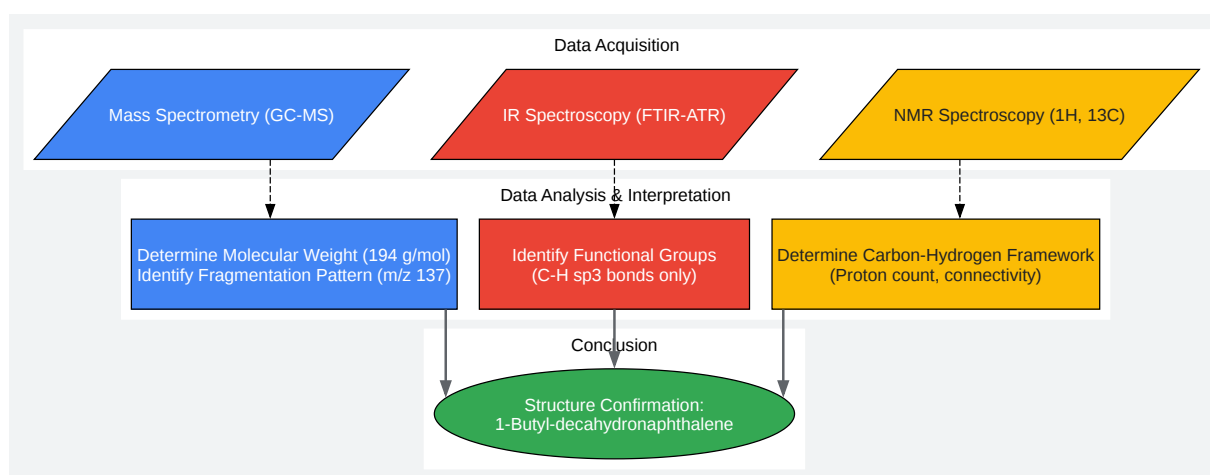 Data Acquisition
Mass Spectrometry (GC-MS)
IR Spectroscopy (FTIR-ATR)
NMR Spectroscopy (1H, 13C)
Data Analysis & Interpretation
Determine Molecular Weight (194 g/mol)
Identify Fragmentation Pattern (m/z 137)
Identify Functional Groups
(C-H sp3 bonds only)
Determine Carbon-Hydrogen Framework
(Proton count, connectivity)
Conclusion
Structure Confirmation:
1-Butyl-decahydronaphthalene